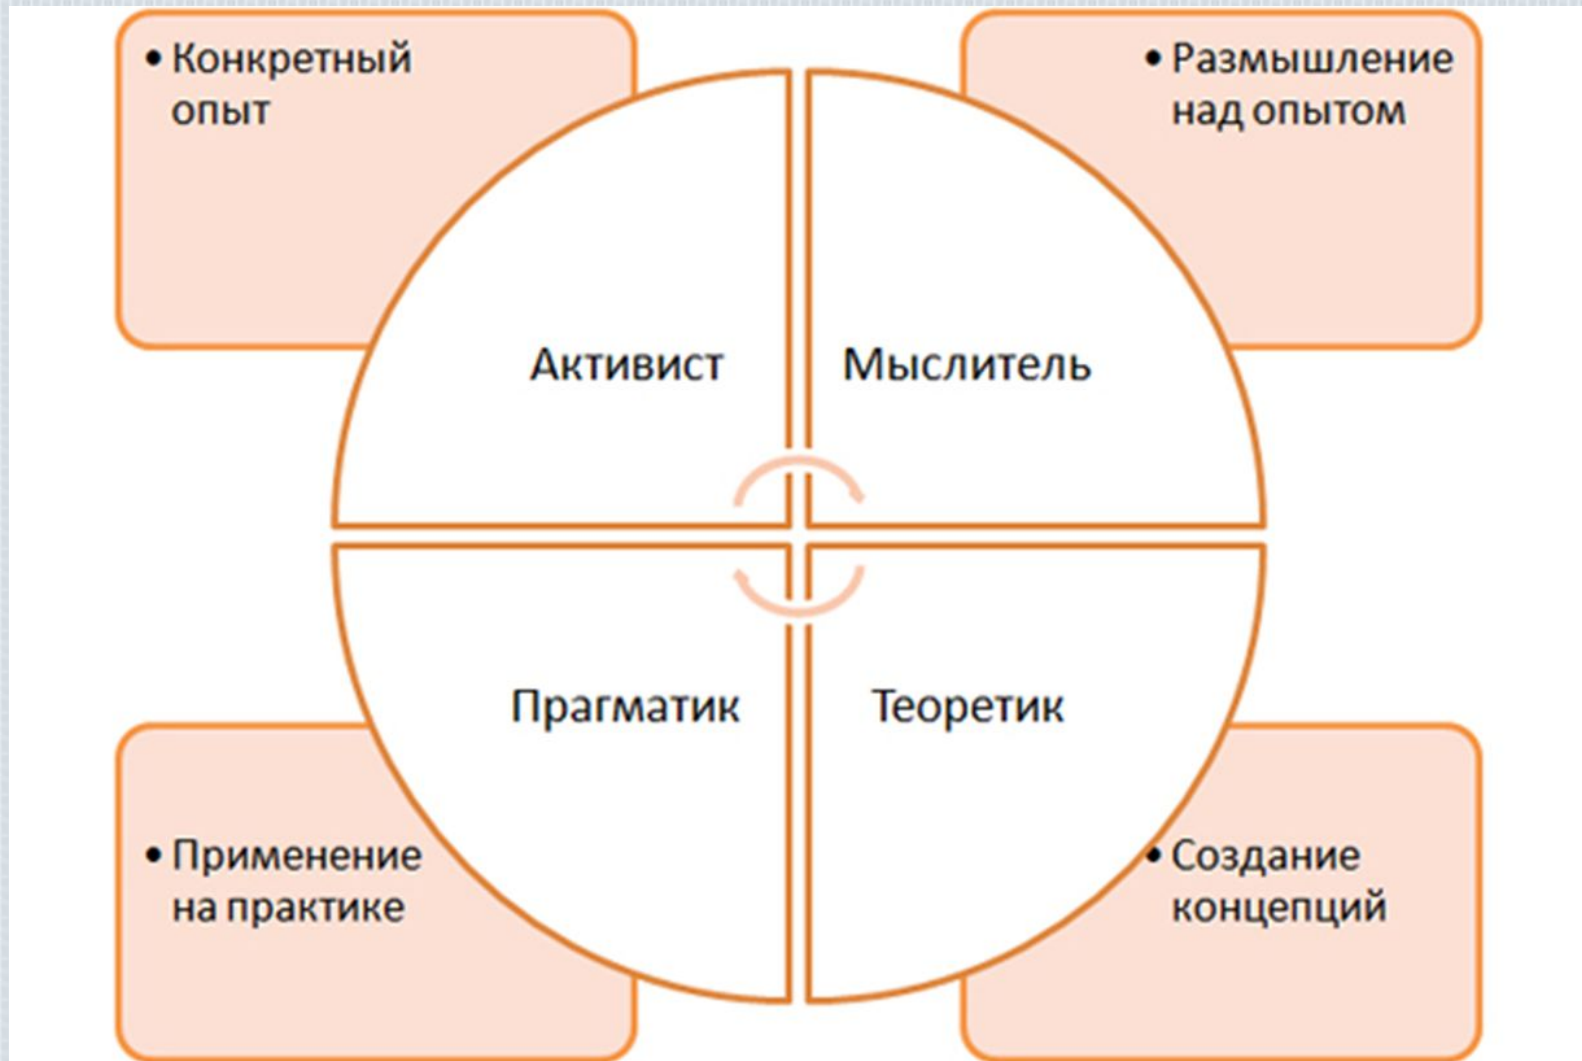 • Конкретный
опыт
• Размышление
над опытом
Активист
Мыслитель
Прагматик
Теоретик
• Применение
на практике
• Создание
концепций